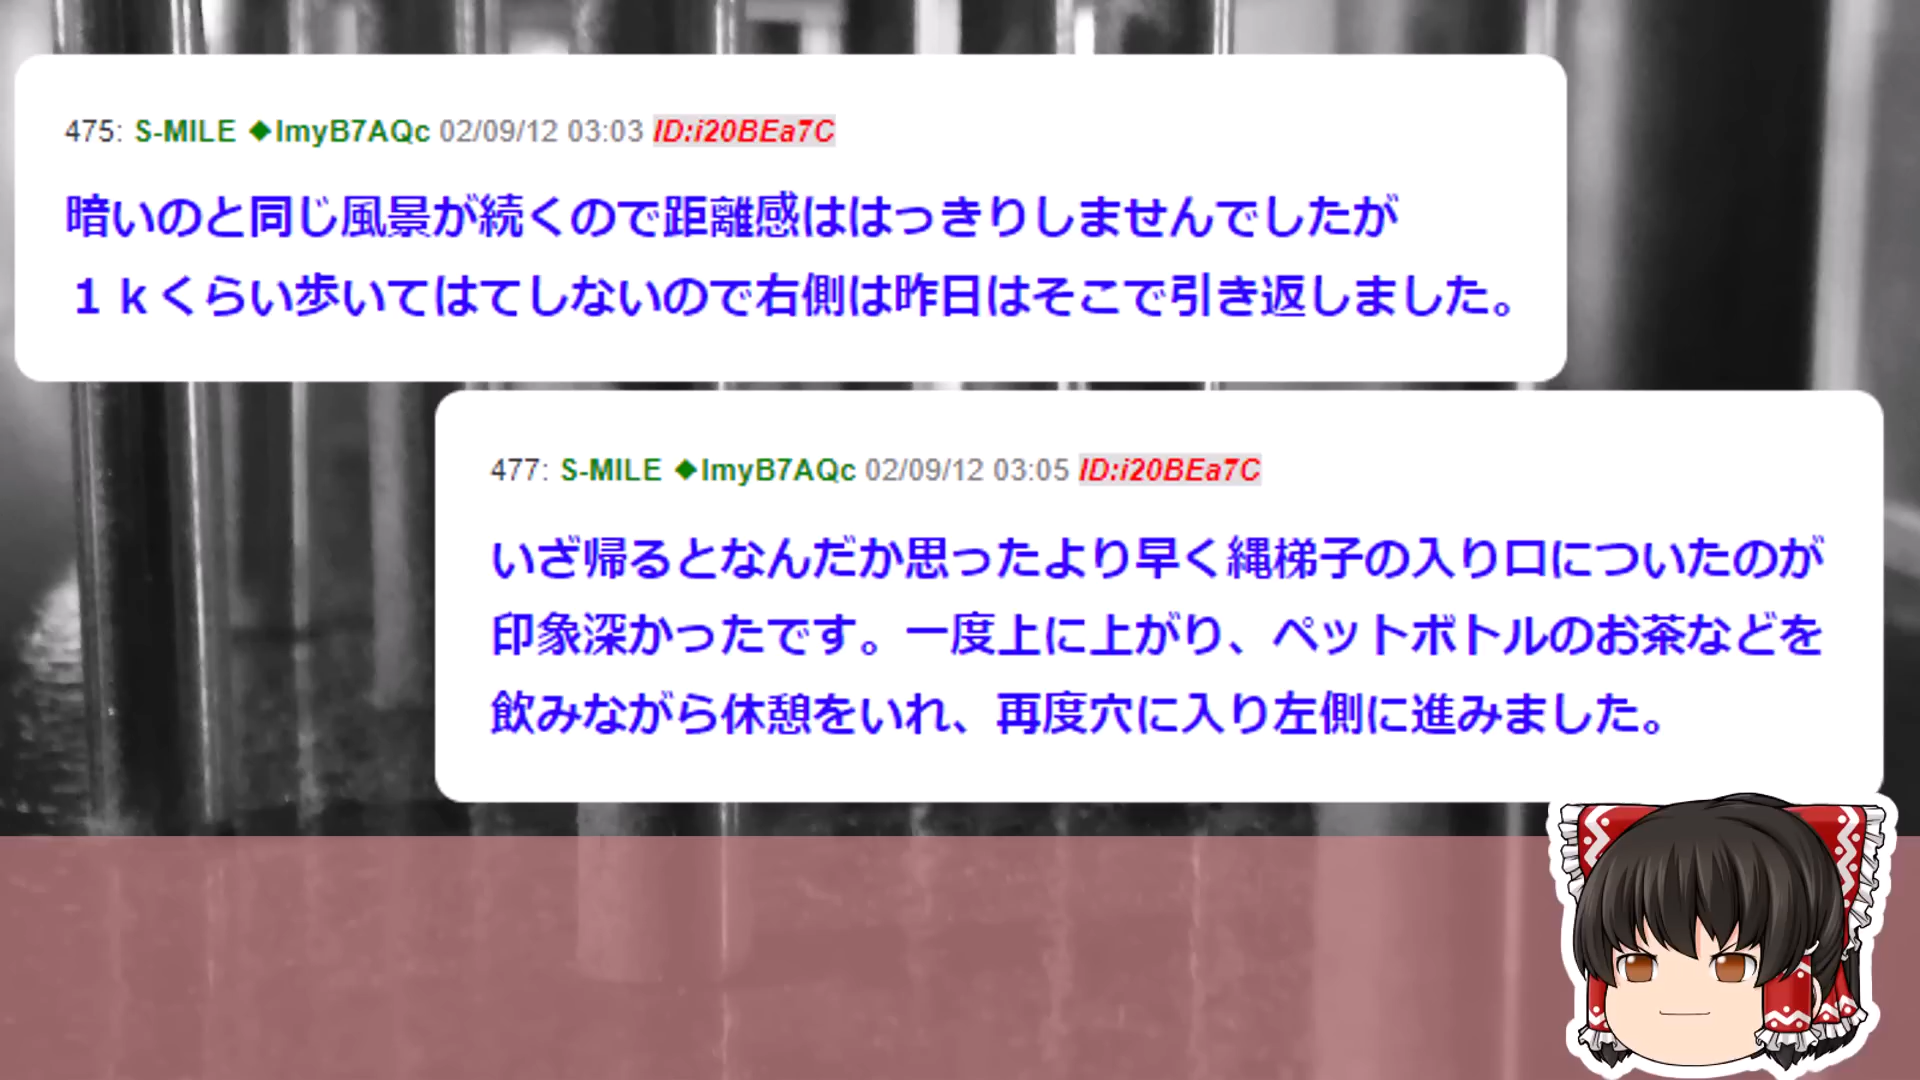 475: S-MILE ◆ImyB7AQc 02/09/12 03:03 ID:i20BEa7C
暗いのと同じ風景が続くので距離感ははっきりしませんでしたが
１ｋくらい歩いてはてしないので右側は昨日はそこで引き返しました。
477: S-MILE ◆ImyB7AQc 02/09/12 03:05 ID:i20BEa7C
いざ帰るとなんだか思ったより早く縄梯子の入り口についたのが
印象深かったです。一度上に上がり、ペットボトルのお茶などを
飲みながら休憩をいれ、再度穴に入り左側に進みました。